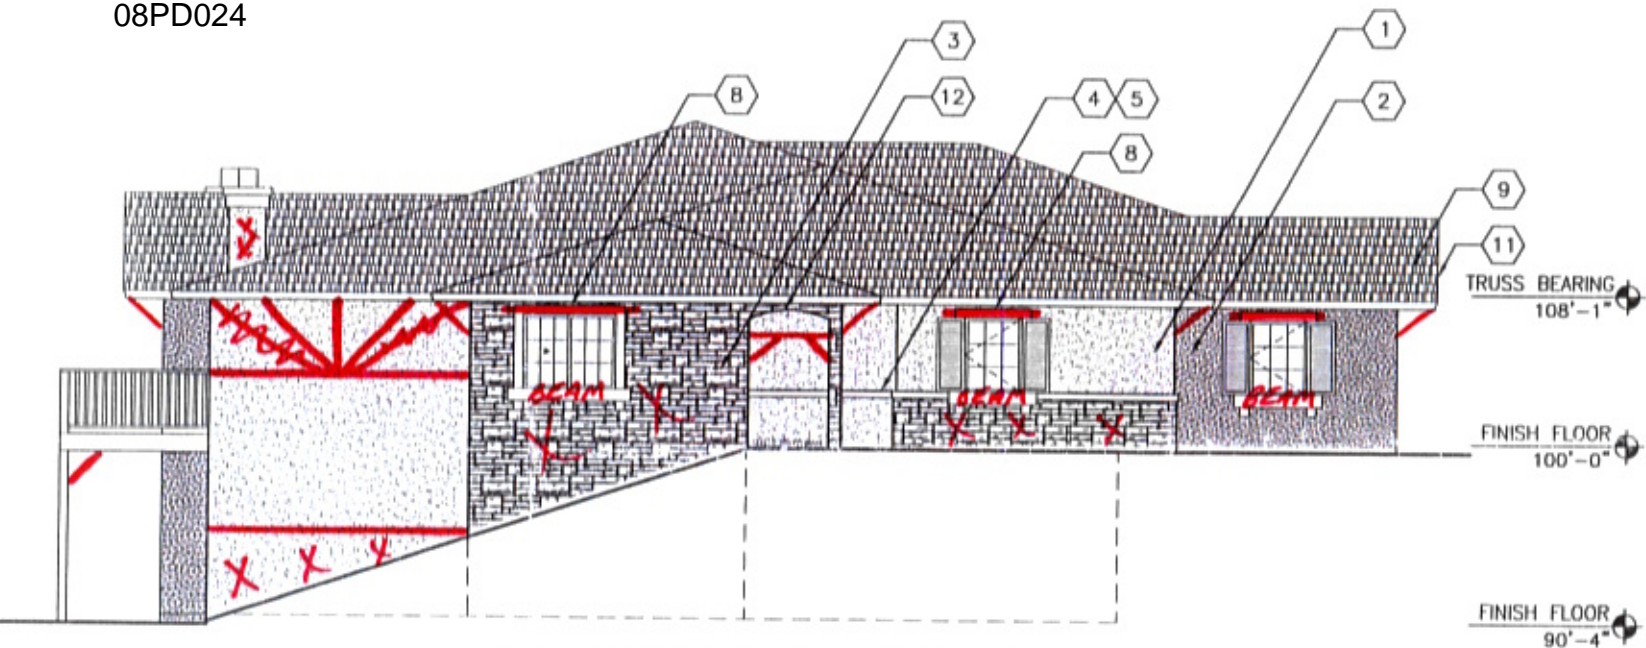 08PD024
3
1
8
12
4 5
2
8
9
11
TRUSS BEARING
108'-1"
BEAM
BEAM
BEAM
FINISH FLOOR
100'-0"
FINISH FLOOR
90'-4"